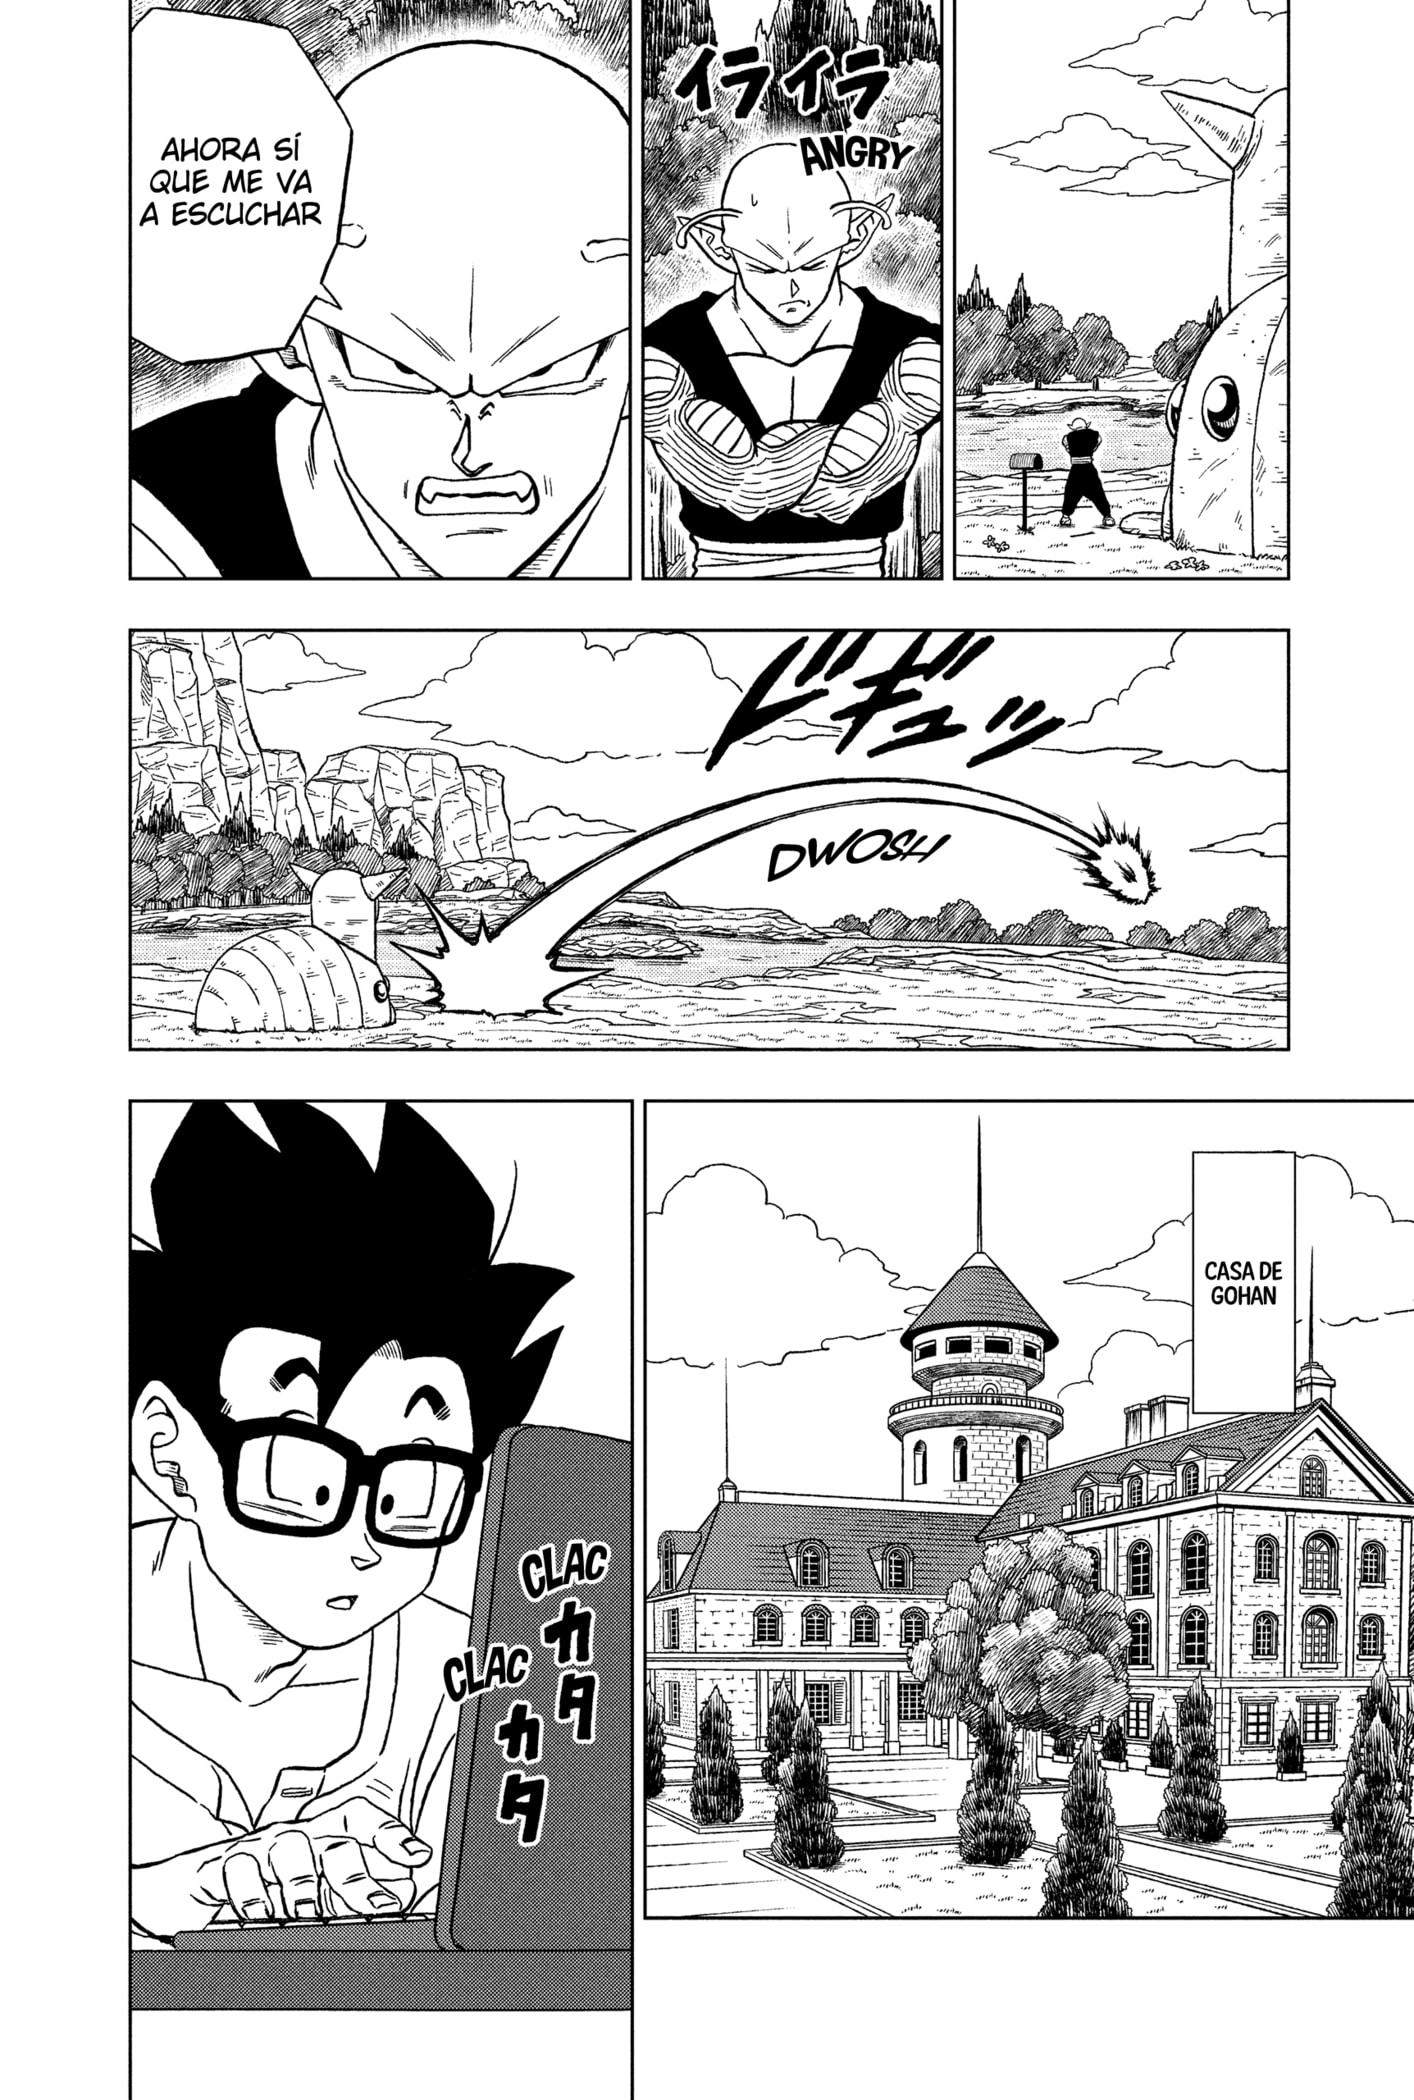 イライラ
ANGRY
AHORA SÍ
QUE ME VA
A ESCUCHAR
ドギュッ
DWOSH
CASA DE
GOHAN
CLAC
カタ
CLAC
カタ